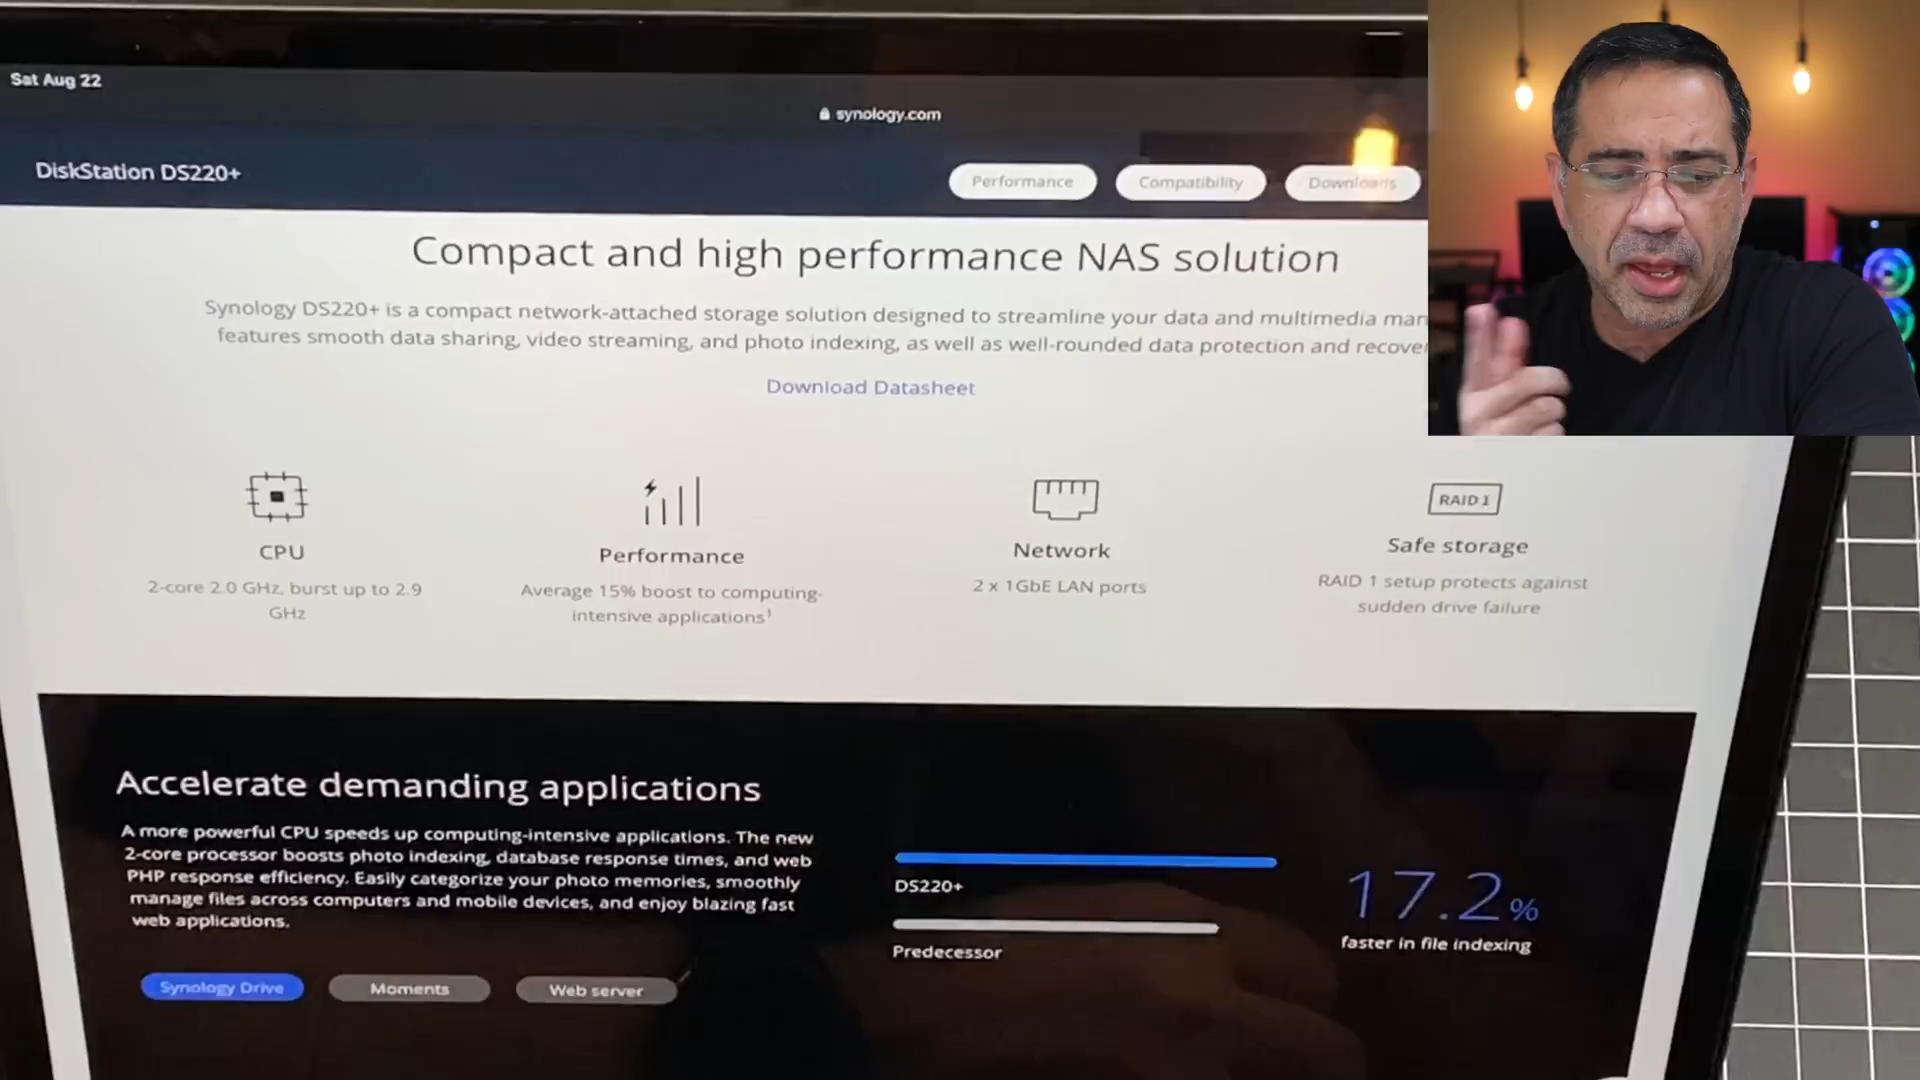 Sat Aug 22
synology.com
DiskStation DS220+
Performance
Compatibility
Downloads
Compact and high performance NAS solution
Synology DS220+ is a compact network-attached storage solution designed to streamline your data and multimedia
features smooth data sharing, video streaming, and photo indexing, as well as well-rounded data protection and
Download Datasheet
RAID 1
CPU
Performance
Network
Safe storage
2-core 2.0 GHz, burst up to 2.9
GHz
Average 15% boost to computing-
intensive applications¹
2 x 1GbE LAN ports
RAID 1 setup protects against
sudden drive failure
Accelerate demanding applications
A more powerful CPU speeds up computing-intensive applications. The new
2-core processor boosts photo indexing, database response times, and web
PHP response efficiency. Easily categorize your photo memories, smoothly
manage files across computers and mobile devices, and enjoy blazing fast
web applications.
Synology Drive
Moments
Web server
DS220+
Predecessor
17.2%
faster in file indexing